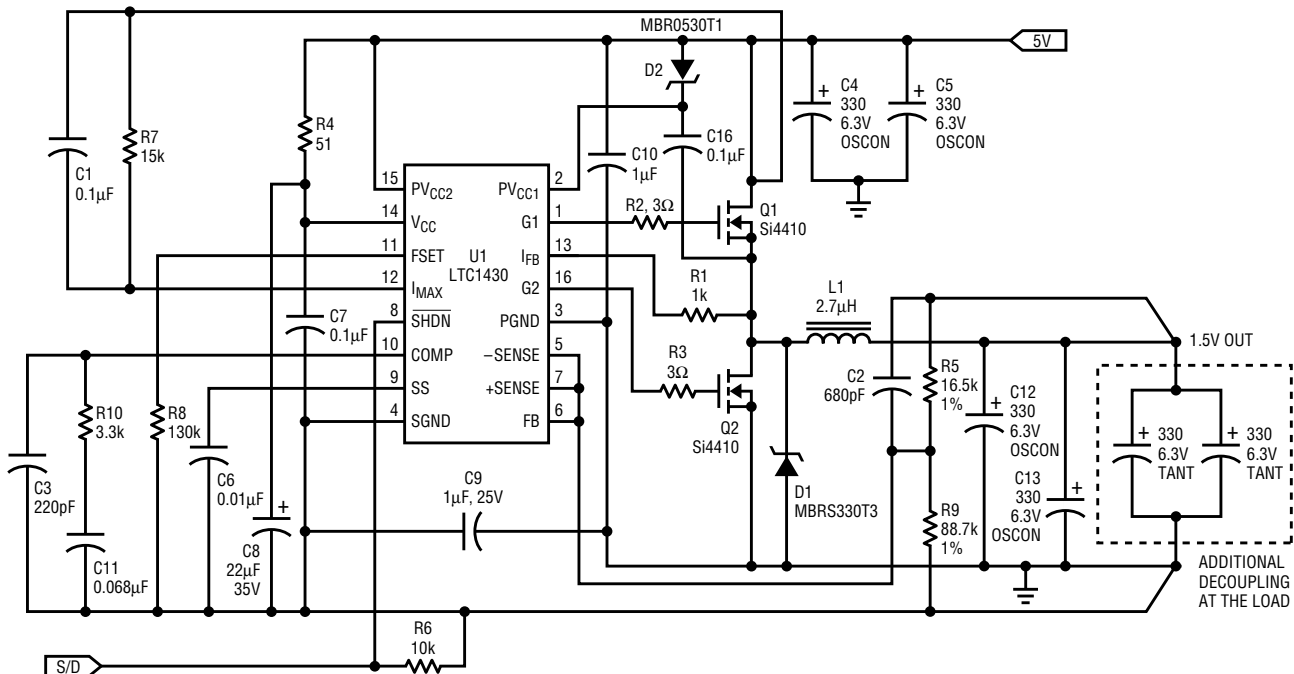 MBR0530T1
5V
D2
C4
330
6.3V
OSCON
C5
330
6.3V
OSCON
R4
51
C16
0.1µF
R7
15k
C1
0.1µF
C10
1µF
15
PVCC2
PVCC1
2
14
VCC
G1
1
R2, 3Ω
Q1
Si4410
11
FSET
U1
LTC1430
IFB
13
12
IMAX
G2
16
R1
1k
L1
2.7µH
8
SHDN
PGND
3
C7
0.1µF
1.5V OUT
10
COMP
–SENSE
5
R3
3Ω
C2
680pF
R5
16.5k
1%
9
SS
+SENSE
7
C12
330
6.3V
OSCON
4
SGND
FB
6
Q2
Si4410
R10
3.3k
R8
130k
330
6.3V
TANT
330
6.3V
TANT
C3
220pF
C6
0.01µF
C9
1µF, 25V
D1
MBRS330T3
C13
330
6.3V
OSCON
R9
88.7k
1%
C11
0.068µF
C8
22µF
35V
ADDITIONAL
DECOUPLING
AT THE LOAD
R6
10k
S/D
+
+
+
+
+
+
+